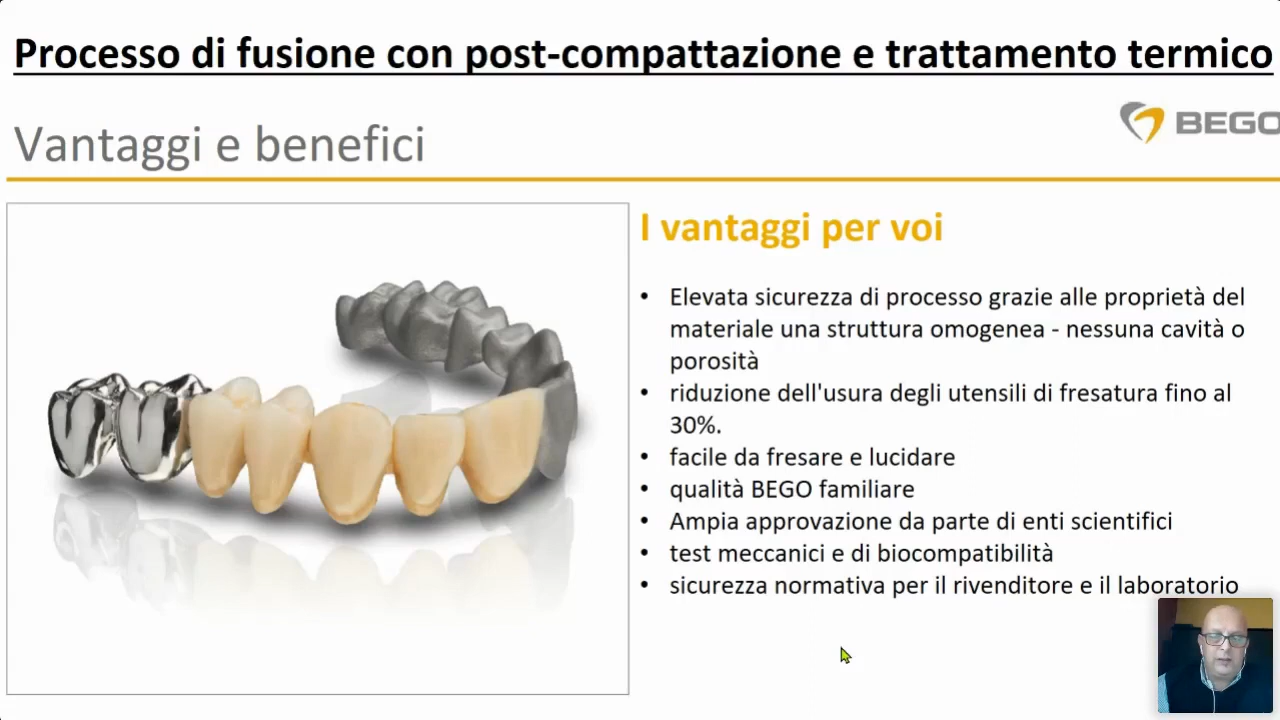 Processo di fusione con post-compattazione e trattamento termico
Vantaggi e benefici
BEGO
I vantaggi per voi
• Elevata sicurezza di processo grazie alle proprietà del
materiale una struttura omogenea - nessuna cavità o
porosità
• riduzione dell'usura degli utensili di fresatura fino al
30%.
• facile da fresare e lucidare
• qualità BEGO familiare
• Ampia approvazione da parte di enti scientifici
• test meccanici e di biocompatibilità
• sicurezza normativa per il rivenditore e il laboratorio